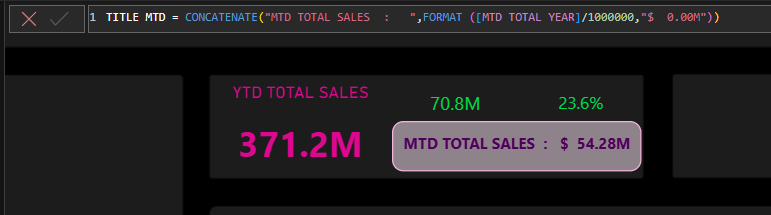 1 TITLE MTD = CONCATENATE("MTD TOTAL SALES  :   ",FORMAT ([MTD TOTAL YEAR]/1000000,"$  0.00M"))
YTD TOTAL SALES
70.8M 23.6%
371.2M
MTD TOTAL SALES  :   $  54.28M